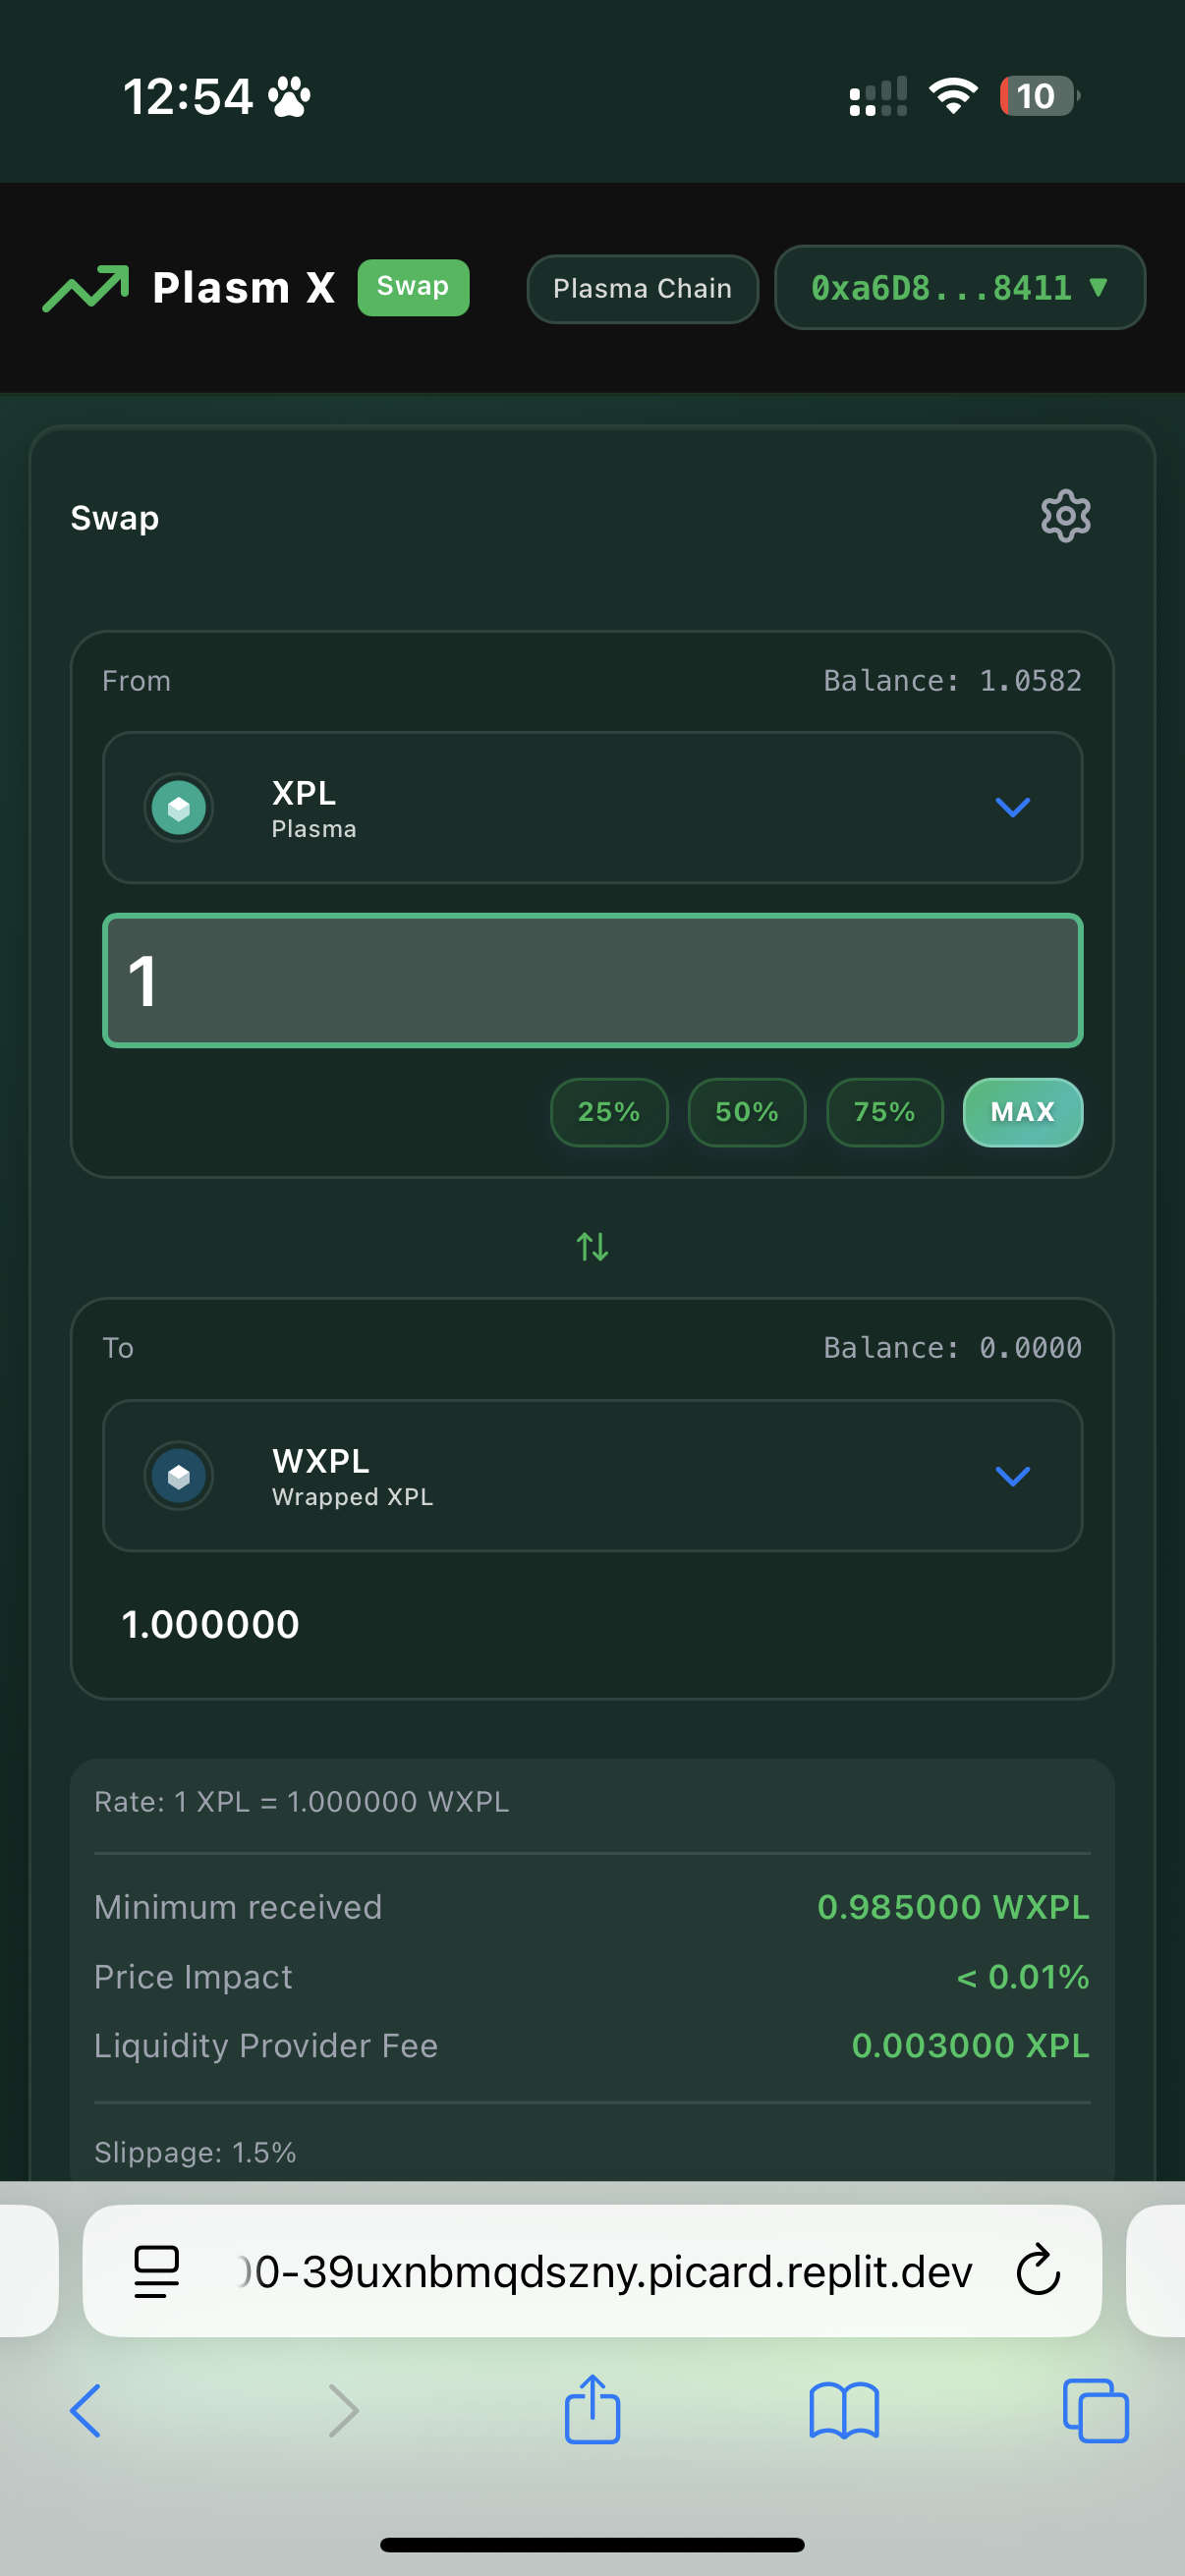 12:54
10
Plasm X Swap Plasma Chain 0xa6D8...8411 ▼
Swap
From Balance: 1.0582
XPL
Plasma
1
25% 50% 75% MAX
To Balance: 0.0000
WXPL
Wrapped XPL
1.000000
Rate: 1 XPL = 1.000000 WXPL
Minimum received 0.985000 WXPL
Price Impact < 0.01%
Liquidity Provider Fee 0.003000 XPL
Slippage: 1.5%
0-39uxnbmqdszny.picard.replit.dev